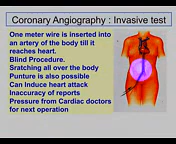 Coronary Angiography : Invasive test
One meter wire is inserted into
an artery of the body till it
reaches heart.
Blind Procedure.
Sratching all over the body
Punture is also possible
Can Induce heart attack
Inaccuracy of reports
Pressure from Cardiac doctors
for next operation